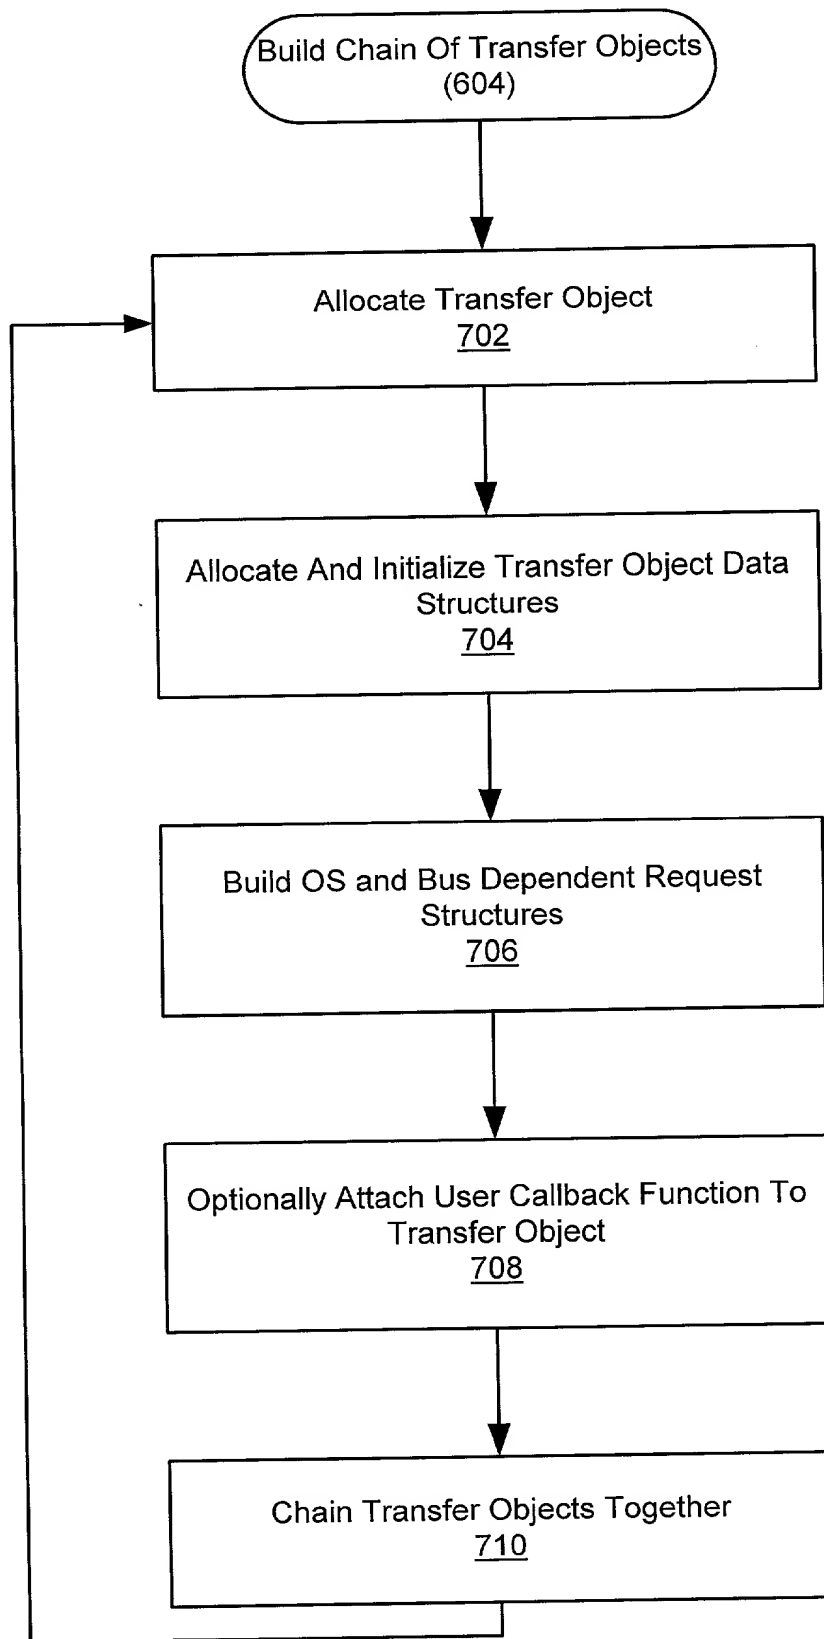 Build Chain Of Transfer Objects
(604)
Allocate Transfer Object
702
Allocate And Initialize Transfer Object Data
Structures
704
Build OS and Bus Dependent Request
Structures
706
Optionally Attach User Callback Function To
Transfer Object
708
Chain Transfer Objects Together
710